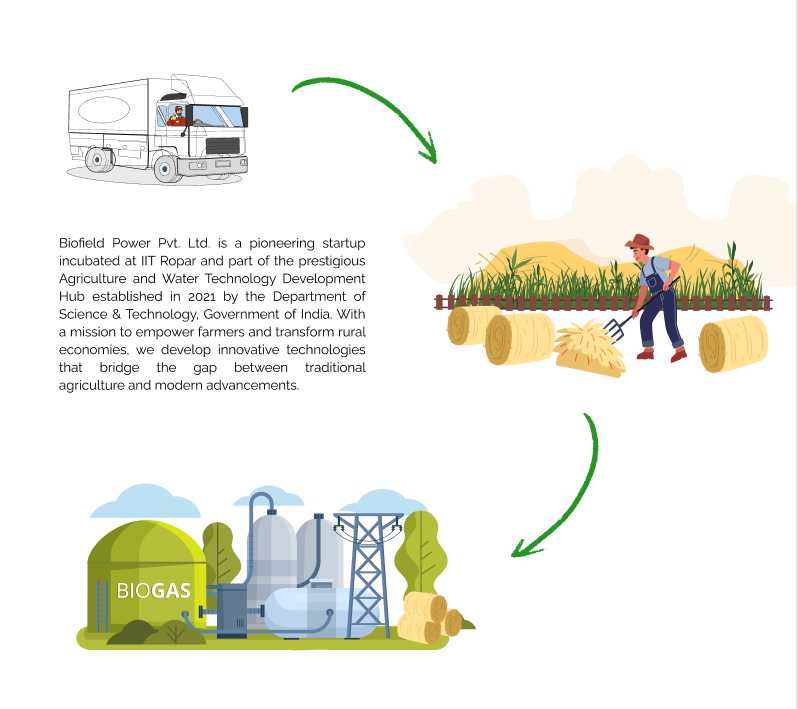 Biofield Power Pvt. Ltd. is a pioneering startup
incubated at IIT Ropar and part of the prestigious
Agriculture and Water Technology Development
Hub established in 2021 by the Department of
Science & Technology, Government of India. With
a mission to empower farmers and transform rural
economies, we develop innovative technologies
that bridge the gap between traditional
agriculture and modern advancements.
BIOGAS